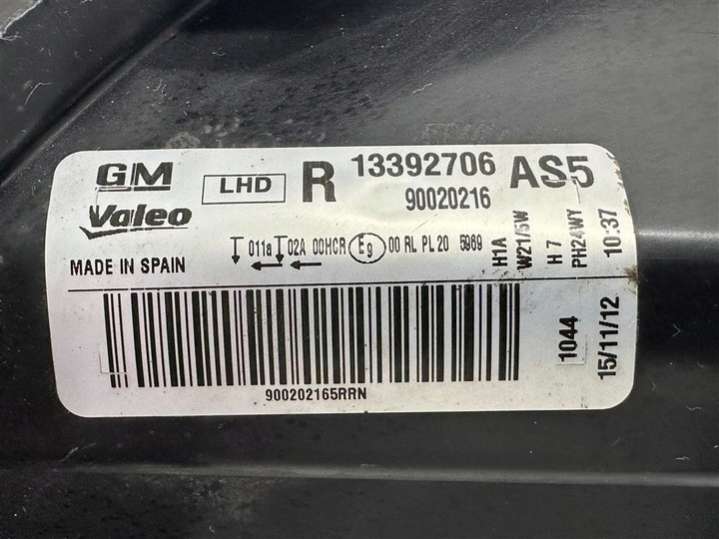 GM
Valeo
MADE IN SPAIN
LHD
R
13392706
90020216
AS5
011a 02A 00HCR E9 00 RL PL 20 5969
H1A
W21/5W
H 7
PH24WY
10:37
1044
15/11/12
900202165RRN